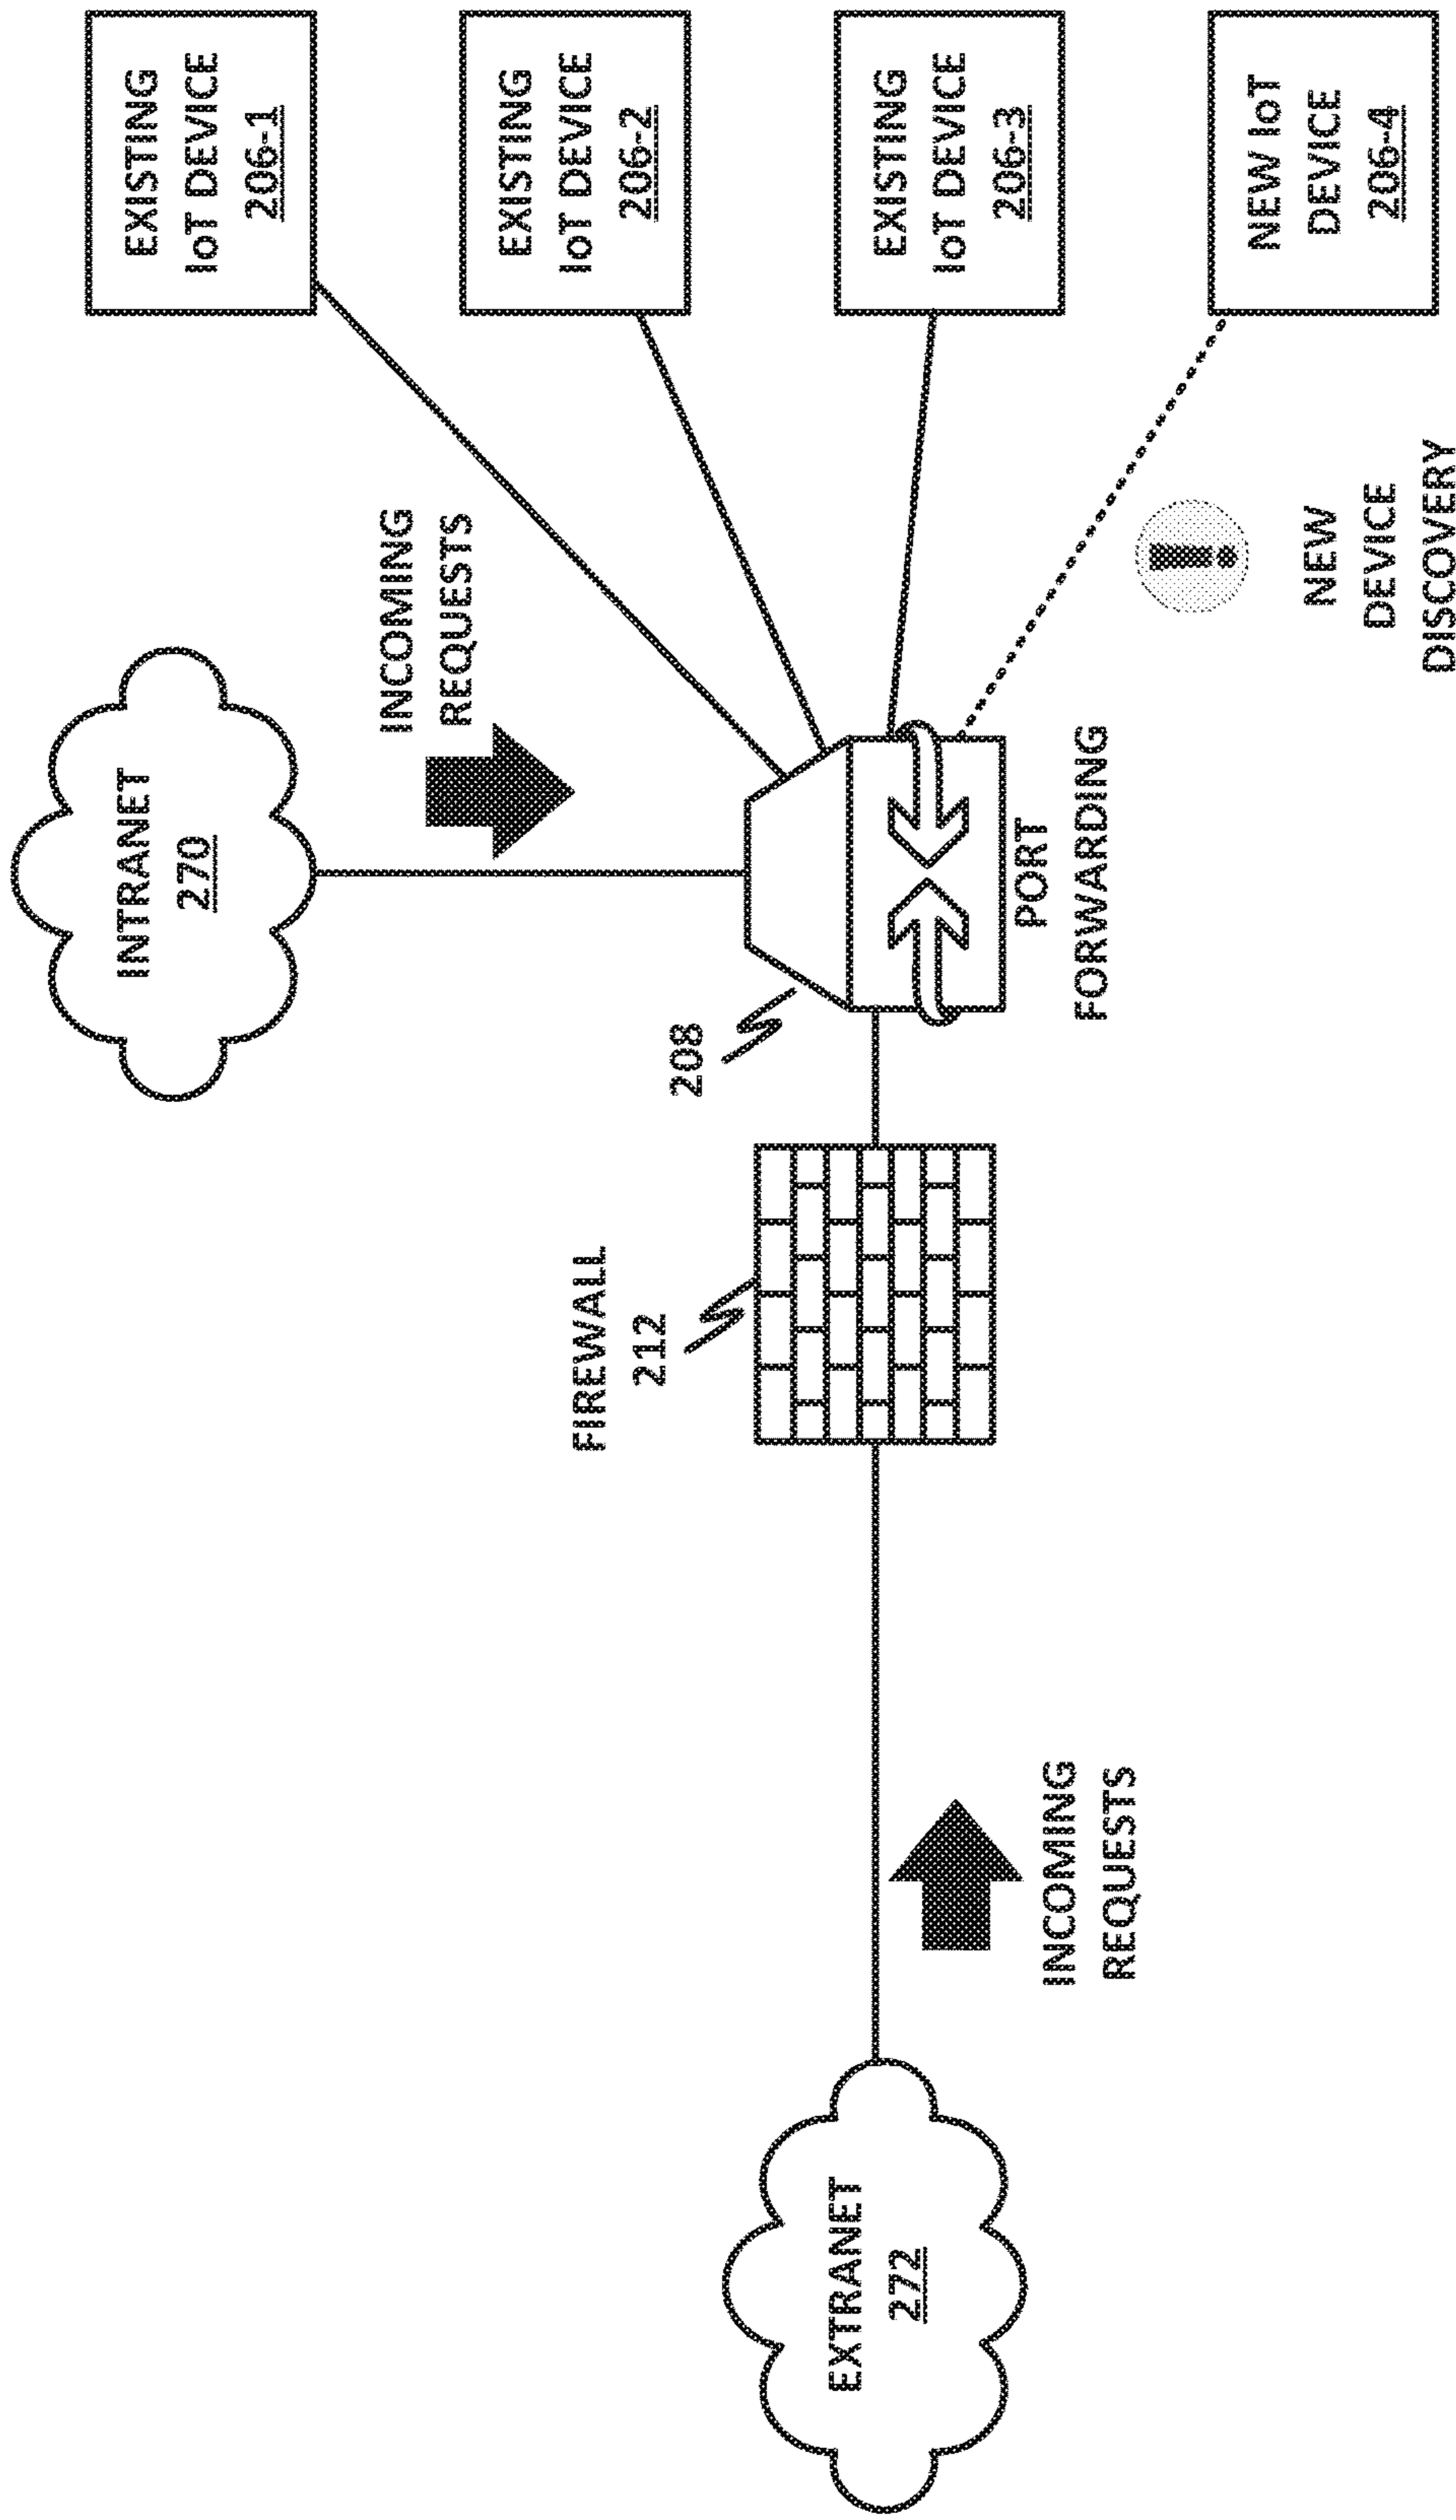 INTRANET
270
INCOMING
REQUESTS
EXISTING
IoT DEVICE
206-1
EXISTING
IoT DEVICE
206-2
EXISTING
IoT DEVICE
206-3
NEW IoT
DEVICE
206-4
208
PORT
FORWARDING
!
NEW
DEVICE
DISCOVERY
FIREWALL
212
EXTRANET
272
INCOMING
REQUESTS